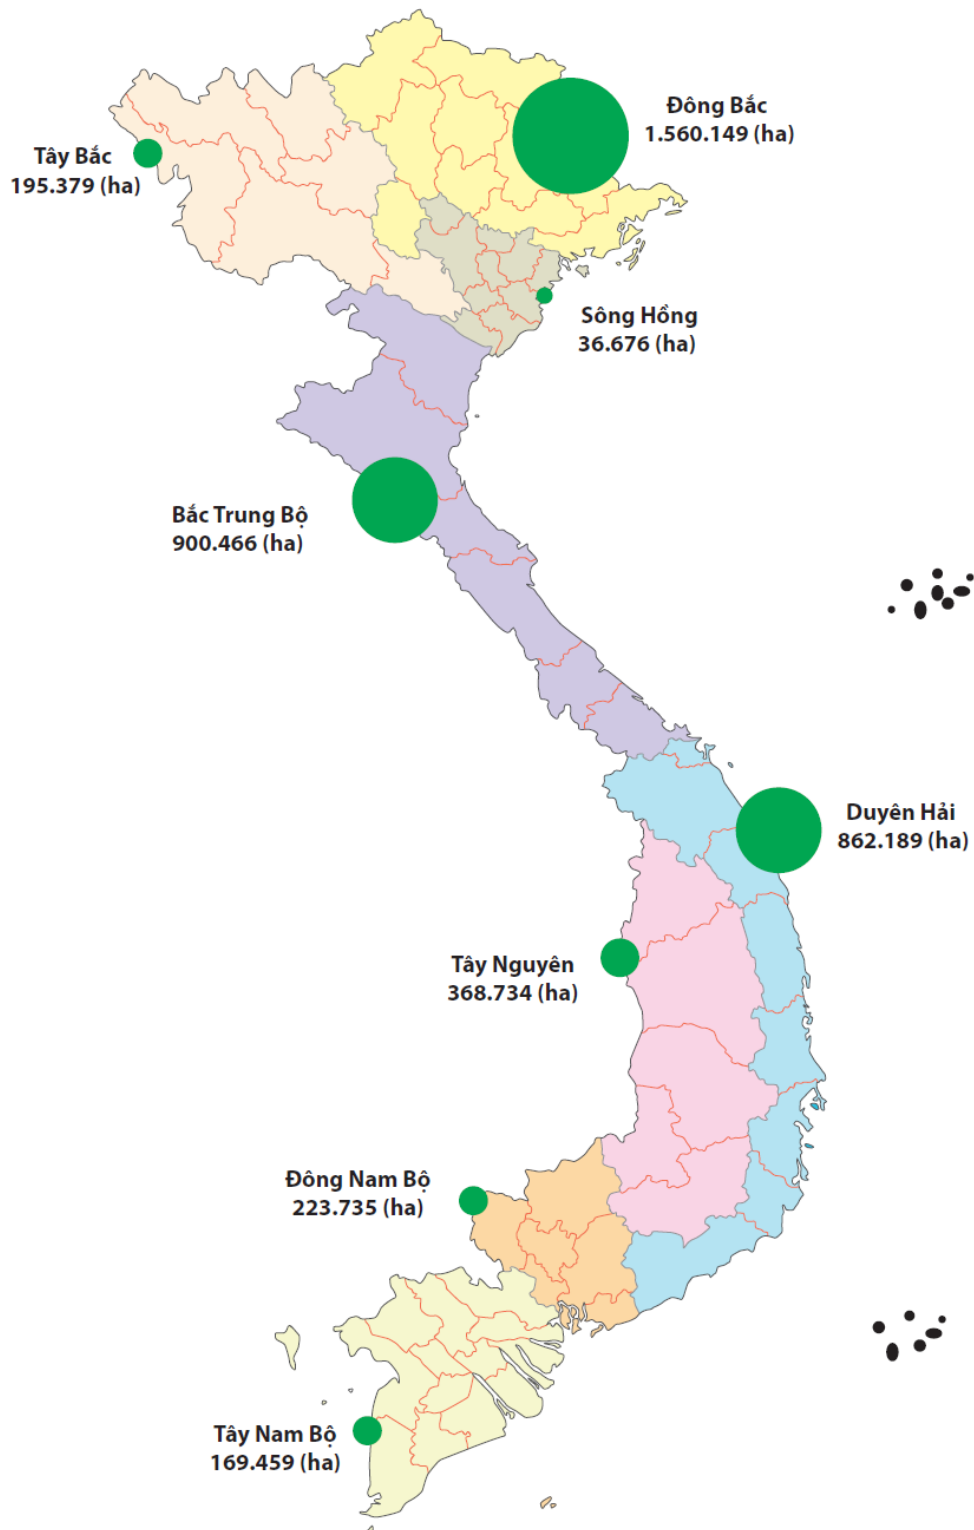 Đông Bắc
1.560.149 (ha)
Tây Bắc
195.379 (ha)
Sông Hồng
36.676 (ha)
Bắc Trung Bộ
900.466 (ha)
Duyên Hải
862.189 (ha)
Tây Nguyên
368.734 (ha)
Đông Nam Bộ
223.735 (ha)
Tây Nam Bộ
169.459 (ha)